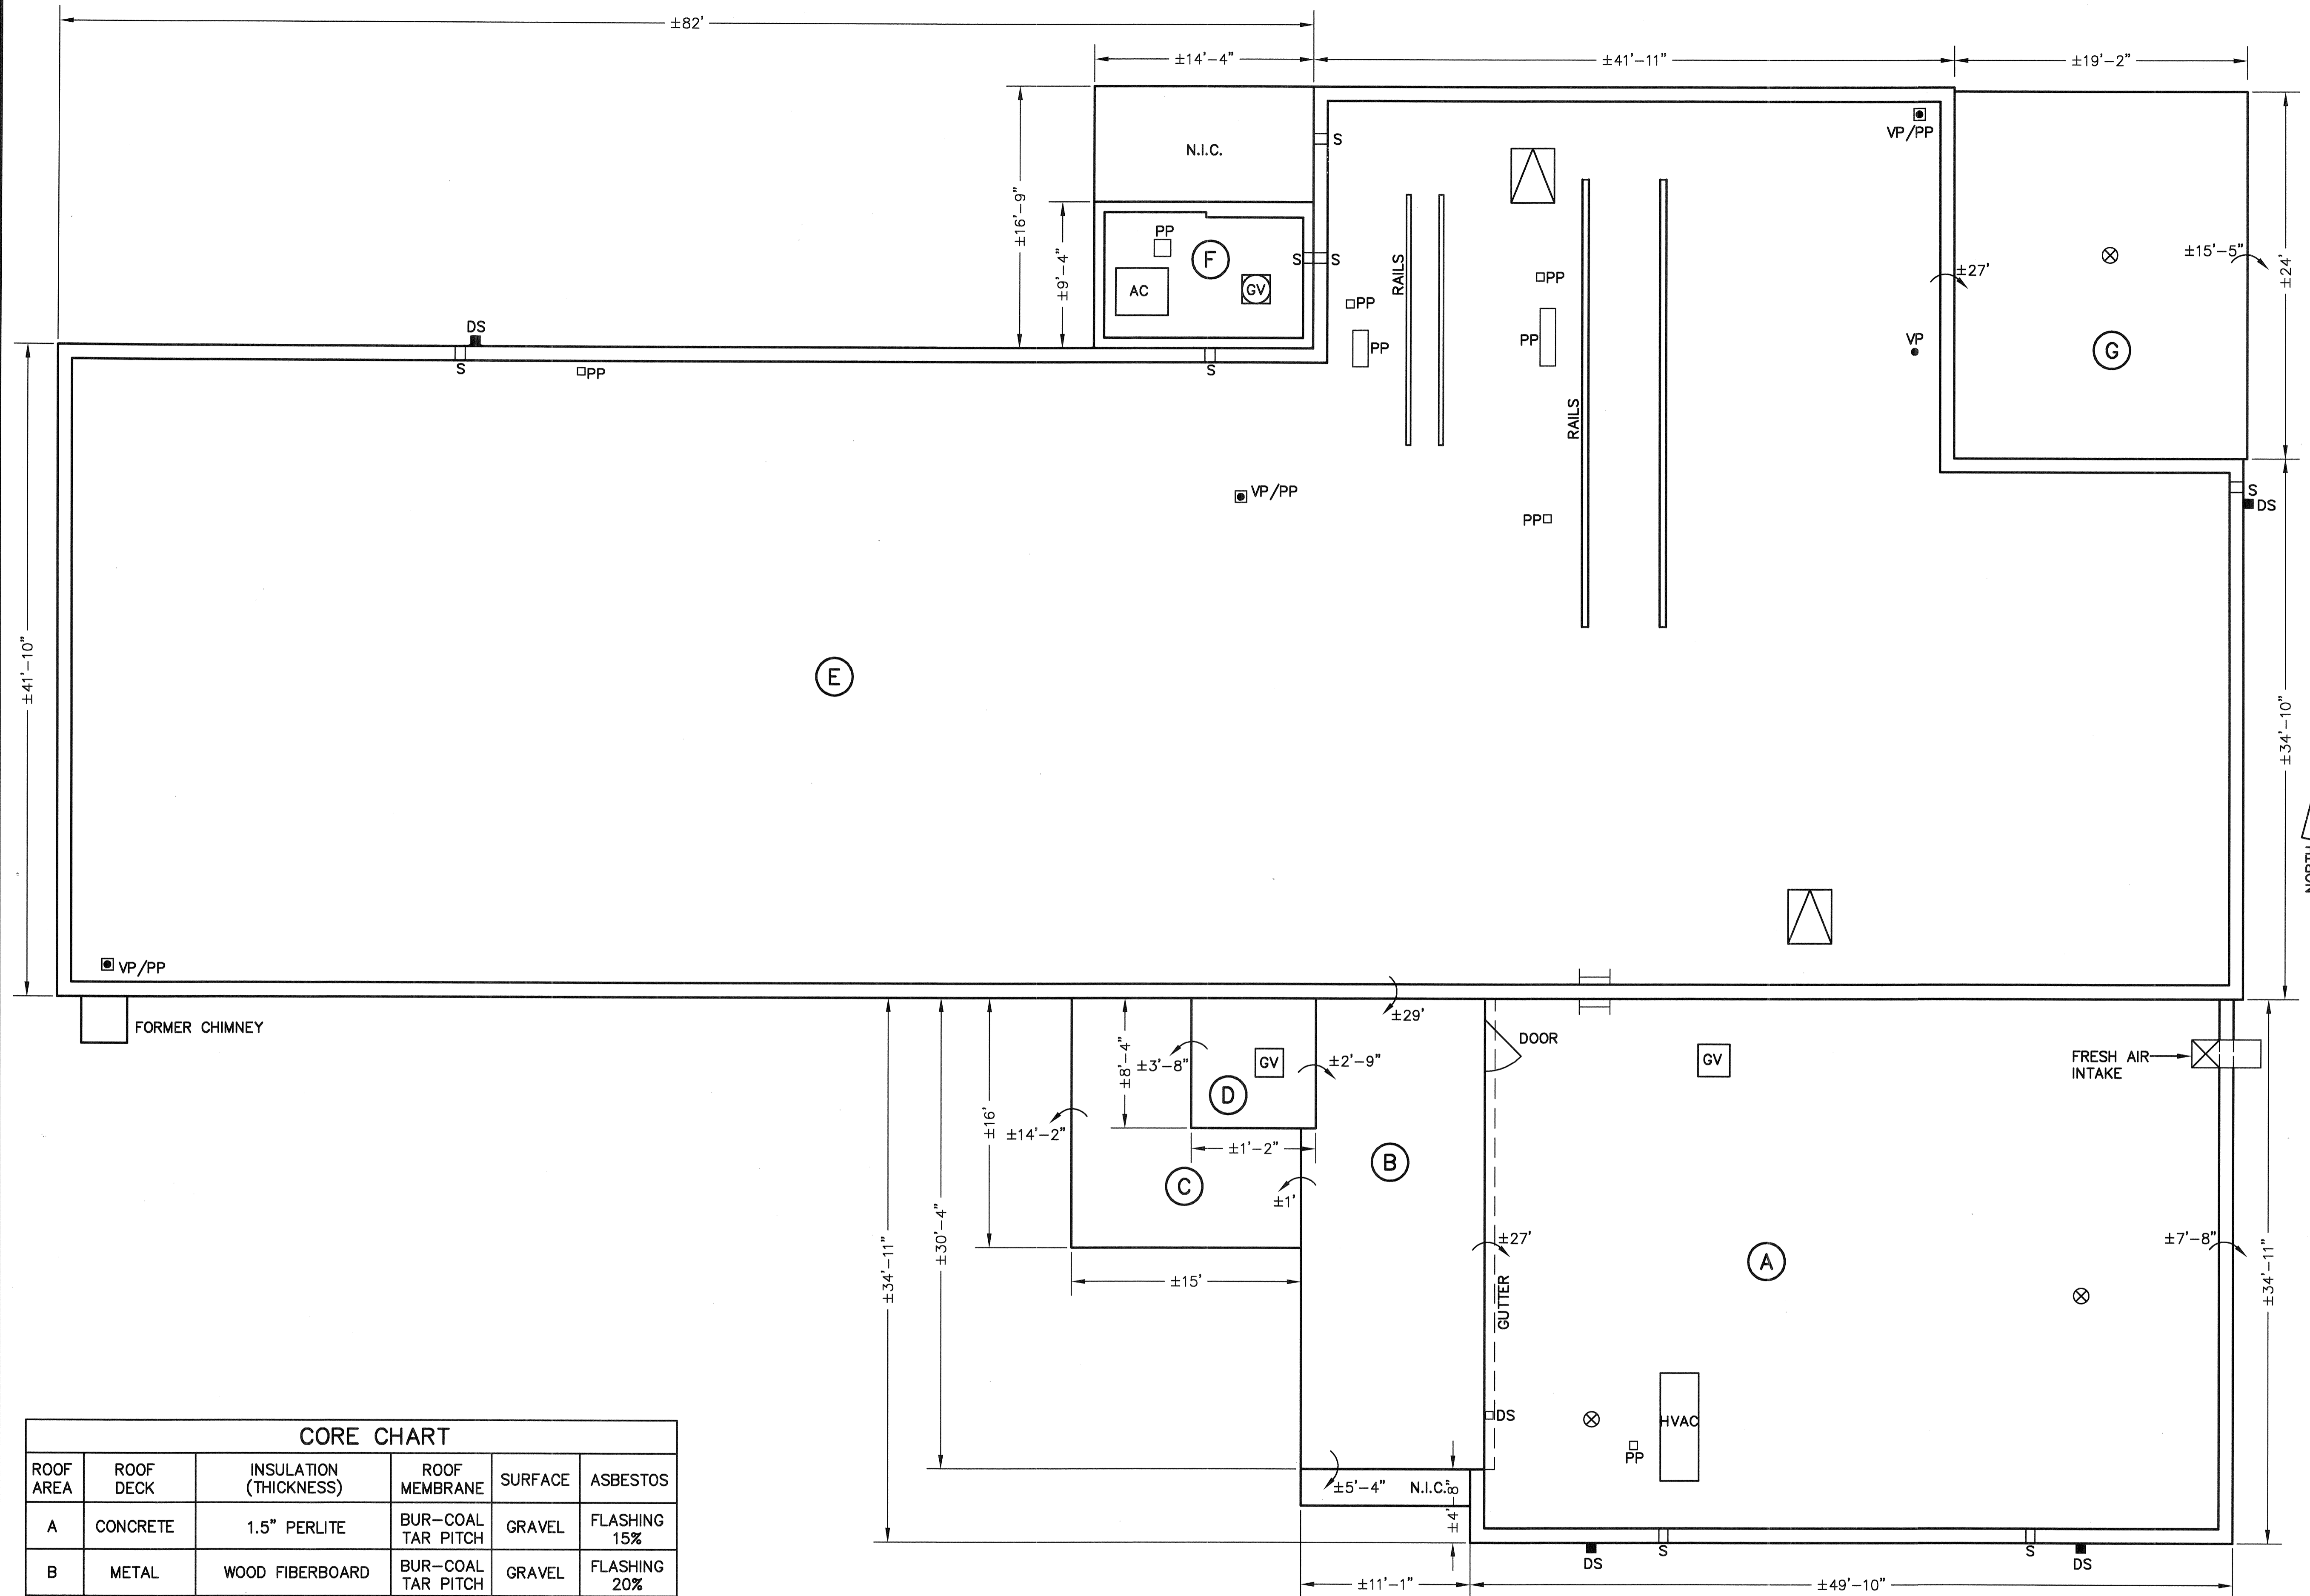 ±82'
±14'-4"
±41'-11"
±19'-2"
N.I.C.
S
VP/PP
±16'-9"
±9'-4"
PP
F
S
S
AC
GV
RAILS
PP
PP
PP
PP
±27'
±15'-5"
±24'
VP
G
DS
S
PP
S
RAILS
VP/PP
PP
S
DS
±41'-10"
E
±34'-10"
NORTH
VP/PP
FORMER CHIMNEY
±29'
DOOR
GV
FRESH AIR
INTAKE
±8'-4"
±3'-8"
GV
±2'-9"
D
±16'
±14'-2"
±1'-2"
B
C
±1'
±34'-11"
±30'-4"
±27'
A
±7'-8"
±34'-11"
±15'
GUTTER
DS
HVAC
PP
±5'-4"
N.I.C.
±4'-8"
DS
S
S
DS
±11'-1"
±49'-10"
CORE CHART
ROOF AREA
ROOF DECK
INSULATION (THICKNESS)
ROOF MEMBRANE
SURFACE
ASBESTOS
A
CONCRETE
1.5" PERLITE
BUR-COAL TAR PITCH
GRAVEL
FLASHING 15%
B
METAL
WOOD FIBERBOARD
BUR-COAL TAR PITCH
GRAVEL
FLASHING 20%